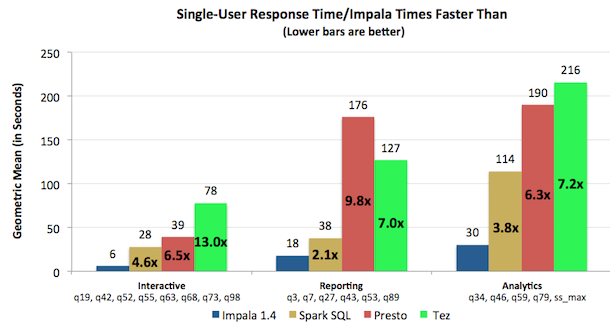 Single-User Response Time/Impala Times Faster Than
(Lower bars are better)
Geometric Mean (in Seconds)
250
200
150
100
50
0
6
28
4.6x
39
6.5x
78
13.0x
18
38
2.1x
176
9.8x
127
7.0x
30
114
3.8x
190
6.3x
216
7.2x
Interactive
q19, q42, q52, q55, q63, q68, q73, q98
Reporting
q3, q7, q27, q43, q53, q89
Analytics
q34, q46, q59, q79, ss_max
Impala 1.4 Spark SQL Presto Tez